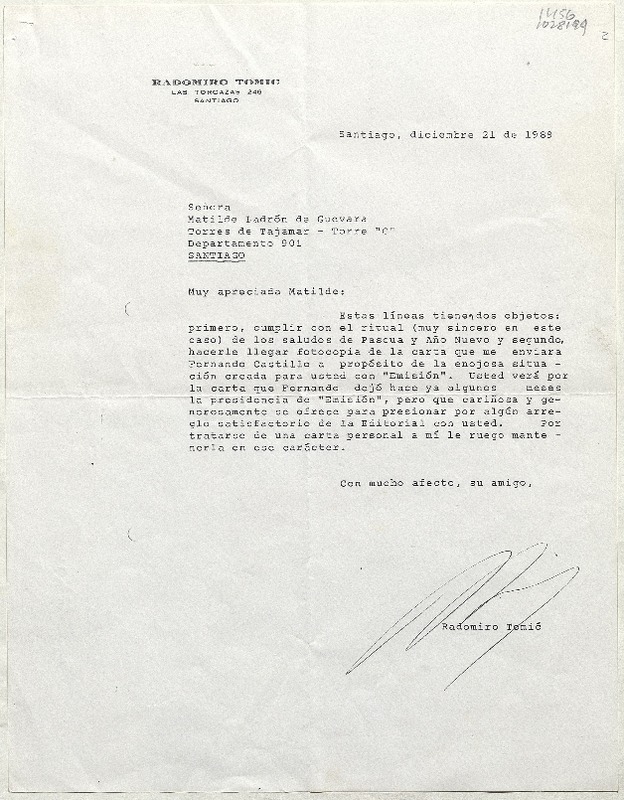 1456
1028199
2
RADOMIRO TOMIC
LAS TORCAZAS 240
SANTIAGO
Santiago, diciembre 21 de 1989
Señora
Matilde Ladrón de Guevara
Torres de Tajamar - Torre "C"
Departamento 901
SANTIAGO
Muy apreciada Matilde:
Estas líneas tienen dos objetos:
primero, cumplir con el ritual (muy sincero en este
caso) de los saludos de Pascua y Año Nuevo y segundo,
hacerle llegar fotocopia de la carta que me enviara
Fernando Castillo a propósito de la enojosa situa -
ción creada para usted con "Emisión". Usted verá por
la carta que Fernando dejó hace ya algunos meses
la presidencia de "Emisión", pero que cariñosa y ge-
nerosamente se ofrece para presionar por algún arre-
glo satisfactorio de la Editorial con usted. Por
tratarse de una carta personal a mí le ruego mante -
nerla en ese carácter.
Con mucho afecto, su amigo,
Radomiro Tomić